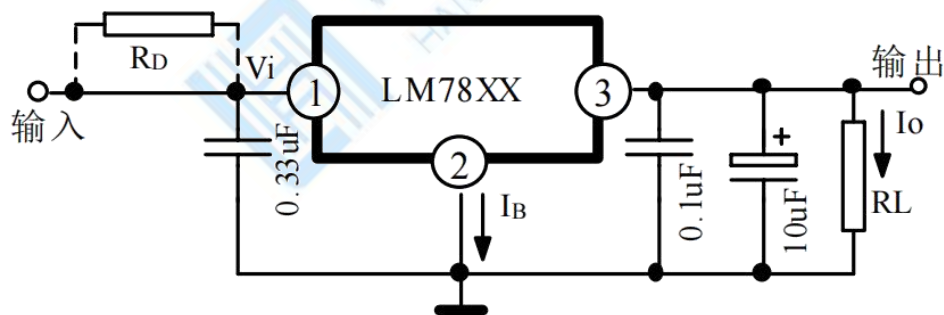 RD
Vi
输入
0.33uF
1
LM78XX
2
3
IB
0.1uF
+
10uF
输出
Io
RL